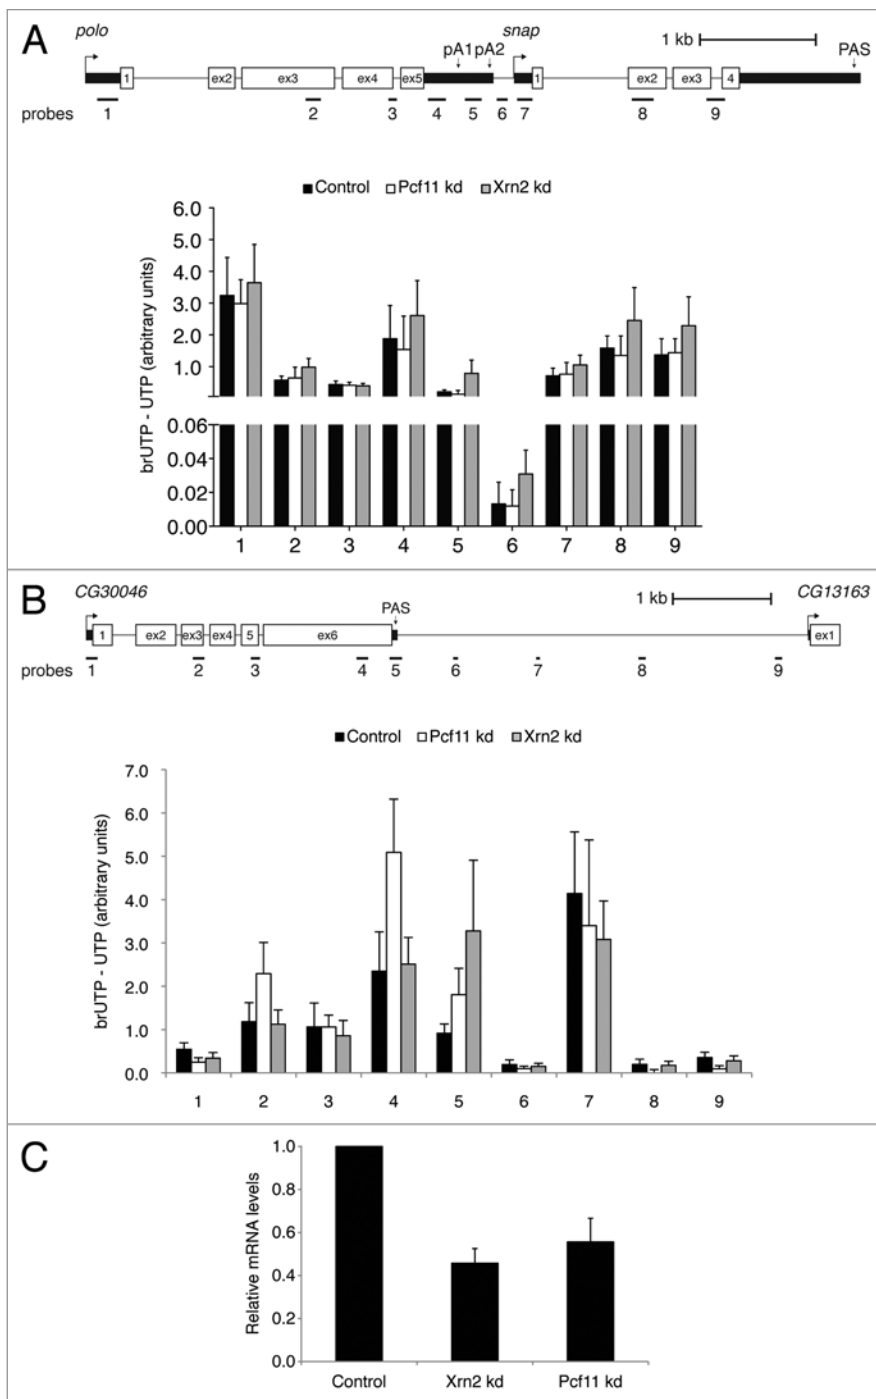 A
polo
snap
1 kb
PAS
pA1 pA2
1 ex2 ex3 ex4 ex5 1 ex2 ex3 4
probes 1 2 3 4 5 6 7 8 9
Control Pcf11 kd Xrn2 kd
brUTP - UTP (arbitrary units)
6.0
5.0
4.0
3.0
2.0
1.0
0.06
0.04
0.02
0.00
1 2 3 4 5 6 7 8 9
B
CG30046
CG13163
1 kb
PAS
1 ex2 ex3 ex4 5 ex6 ex1
probes 1 2 3 4 5 6 7 8 9
Control Pcf11 kd Xrn2 kd
brUTP - UTP (arbitrary units)
7.0
6.0
5.0
4.0
3.0
2.0
1.0
0.0
1 2 3 4 5 6 7 8 9
C
Relative mRNA levels
1.0
0.8
0.6
0.4
0.2
0.0
Control Xrn2 kd Pcf11 kd